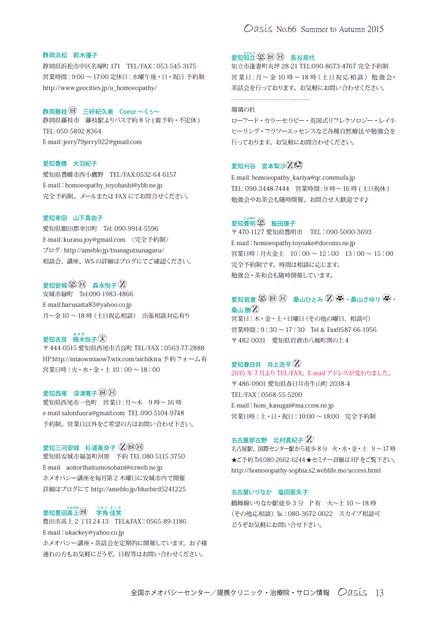 Oasis No.66 Summer to Autumn 2015
静岡浜松 前木優子
静岡県浜松市中区名塚町 171 TEL/FAX：053-545-3175
営業時間：9:00 ～ 17:00 定休日：水曜午後・日・祝日 予約制
http://www.geocities.jp/u_homoeopathy/
静岡藤枝 三好紀久美 Coeur ～くぅ～
静岡県藤枝市 藤枝駅よりバスで約 8 分 ( 要予約・不定休 )
TEL: 050-5892-8364
E-mail: jerry79jerry922@gmail.com
愛知豊橋 大羽紀子
愛知県豊橋市西小鷹野 TEL/FAX:0532-64-6157
E-mail：homoeopathy_toyohashi@ybb.ne.jp
完全予約制。メールまたは FAX にてお問合せください。
愛知幸田 山下真由子
愛知県額田郡幸田町 Tel: 090-9914-5596
E-mail: kurasu.joy@gmail.com 〈完全予約制〉
ブログ：http://ameblo.jp/tsunagutsunagaru/
相談会、講座、WS の詳細はブログにてご確認ください。
愛知安城 森永悦子
安城市緑町 Tel:090-1983-4866
E-mail:harusaita83@yahoo.co.jp
月～金 10 ～ 18 時 ( 土日祝応相談 ) 出張相談対応有り
愛知吉良 樅木悦子
〒 444-0515 愛知県西尾市吉良町 TEL/FAX：0563-77-2888
HP:http://miaowmiaow7.wix.com/aichikira 予約フォーム有
営業日時：火・水・金・土 10：00 ～ 18：00
愛知西尾 深津寛子
愛知県西尾市一色町 営業日：月～木 9 時～ 16 時
e-mail salonfuura@gmail.com TEL 090-5104-9748
予約制。営業日以外をご希望の方はお問い合わせ下さい。
愛知三河安城 杉浦美奈子
愛知県安城市福釜町河原 予約 TEL 080 5115 3750
E-mail aoitorihaitumosobani@ezweb.ne.jp
ホメオパシー講座を毎月第 2 木曜日に安城市内で開催
詳細はブログにて http://ameblo.jp/bluebird5241225
愛知豊田高上 宇角佳笑
豊田市高上 2 丁目 24-13 TEL&FAX：0565-89-1186
E-mail：ukackey@yahoo.co.jp
ホメオパシー講座・茶話会を定期的に開催しています。お子様
連れの方もお気軽にどうぞ。日程等はお問い合わせください。
愛知知立 長谷晃代
知立市逢妻町丸坪 28-21 TEL:090-8673-4767 完全予約制
営業日：月～金 10 時～ 18 時 ( 土日祝応相談 ) 勉強会・
茶話会を行っております。お気軽にお問い合わせください。
瑠璃の杜
ローフード・カラーセラピー・英国式リフレクソロジー・レイキ
ヒーリング・フラワーエッセンスなど各種自然療法や勉強会を
行っております。お気軽にお問合わせください。
愛知刈谷 宮本梨沙
E-mail: homoeopathy_kariya@qc.commufa.jp
TEL: 090-3448-7444 営業時間：9 時～ 16 時 ( 土日祝休 )
勉強会やお茶会も随時開催。お問合せ大歓迎です♪
愛知豊明 飯田康子
〒 470-1127 愛知県豊明市 TEL：090-5000-3693
E-mail：homoeopathy.toyoake@docomo.ne.jp
営業日時：月火金土 10：00 ～ 12：00 13：00 ～ 15：00
完全予約制です。時間は相談に応じます。
勉強会・茶和会も随時開催しています。
愛知岩倉 桑山ひとみ ・桑山さゆり ・
桑山 勝
営業日：木・金・土・日曜日 (その他の曜日、相談可)
営業時間：9：30 ～ 17：30 Tel & Fax0587 66-1956
〒 482-0031 愛知県岩倉市八剱町渕の上 4
愛知春日井 井上浩平
2015 年 7 月より TEL/FAX、E-mail アドレスが変わりました。
〒 486-0901 愛知県春日井市牛山町 2038-4
TEL/FAX：0568-55-5200
E-mail：hom_kasugai@ma.ccnw.ne.jp
営業日時：土・日・祝日：10:00 ～ 18:00 完全予約制
名古屋那古野 北村真紀子
名古屋駅、国際センター駅から徒歩 8 分 火・水・金・土 9 ～ 17 時
★ご予約 Tel:080-2662-6244 ★セミナー詳細は HP をご覧下さい。
http://homoeopathy-sophia.s2.weblife.me/access.html
名古屋いりなか 塩田亜矢子
鶴舞線いりなか駅徒歩 3 分 P 有 火～土 10 ～ 18 時
(その他応相談) ℡：080-3672-0022 スカイプ相談可
どうぞお気軽にお問い合せ下さい。
全国ホメオパシーセンター／提携クリニック・治療院・サロン情報 Oasis 13